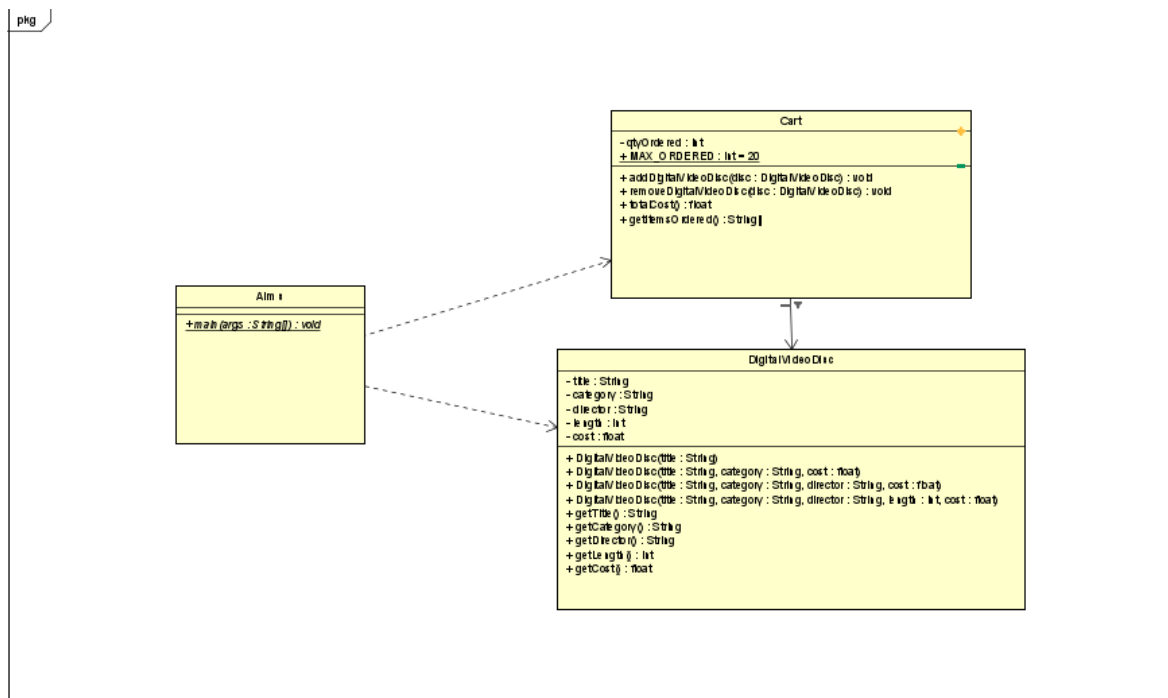 pkg
Cart
- qtyOrdered : int
+ MAX_ORDERED : int = 20
+ addDigitalVideoDisc(disc : DigitalVideoDisc) : void
+ removeDigitalVideoDisc(disc : DigitalVideoDisc) : void
+ totalCost() : float
+ getItemsOrdered() : String[]
Aims
+ main(args : String[]) : void
DigitalVideoDisc
- title : String
- category : String
- director : String
- length : int
- cost : float
+ DigitalVideoDisc(title : String)
+ DigitalVideoDisc(title : String, category : String, cost : float)
+ DigitalVideoDisc(title : String, category : String, director : String, cost : float)
+ DigitalVideoDisc(title : String, category : String, director : String, length : int, cost : float)
+ getTitle() : String
+ getCategory() : String
+ getDirector() : String
+ getLength() : int
+ getCost() : float